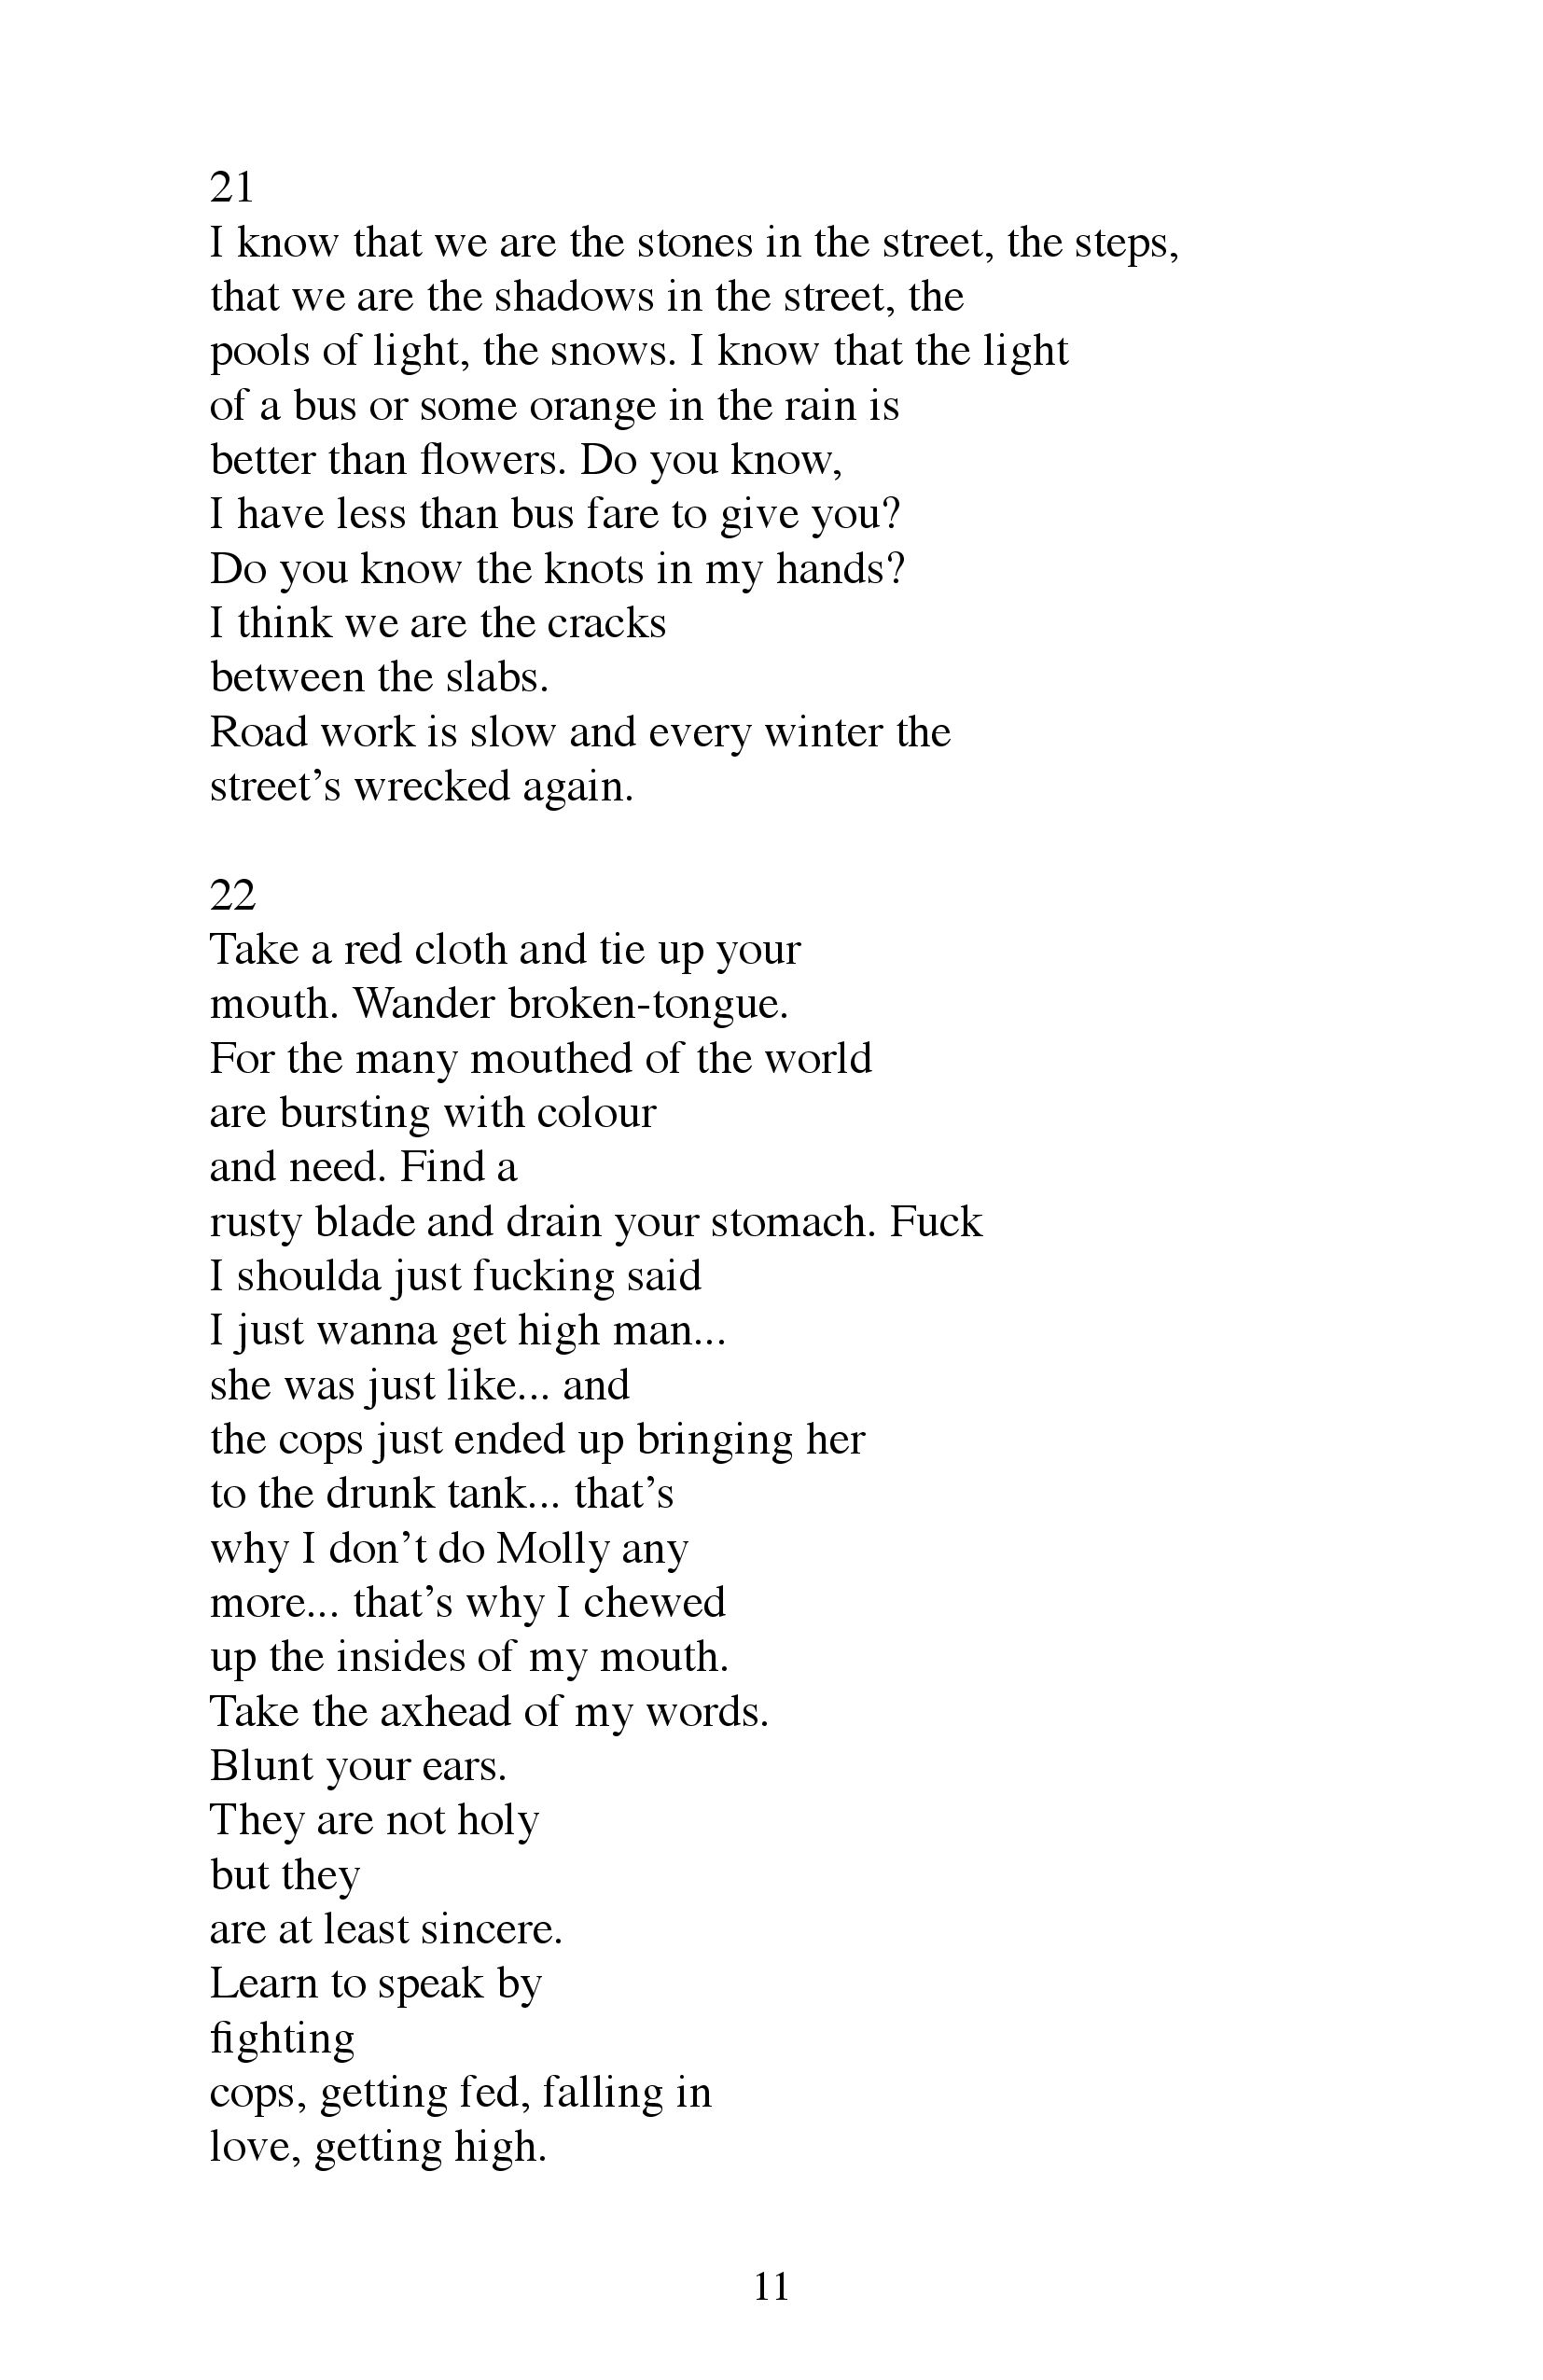 21
I know that we are the stones in the street, the steps,
that we are the shadows in the street, the
pools of light, the snows. I know that the light
of a bus or some orange in the rain is
better than flowers. Do you know,
I have less than bus fare to give you?
Do you know the knots in my hands?
I think we are the cracks
between the slabs.
Road work is slow and every winter the
street’s wrecked again.
22
Take a red cloth and tie up your
mouth. Wander broken-tongue.
For the many mouthed of the world
are bursting with colour
and need. Find a
rusty blade and drain your stomach. Fuck
I shoulda just fucking said
I just wanna get high man...
she was just like... and
the cops just ended up bringing her
to the drunk tank... that’s
why I don’t do Molly any
more... that’s why I chewed
up the insides of my mouth.
Take the axhead of my words.
Blunt your ears.
They are not holy
but they
are at least sincere.
Learn to speak by
fighting
cops, getting fed, falling in
love, getting high.
11